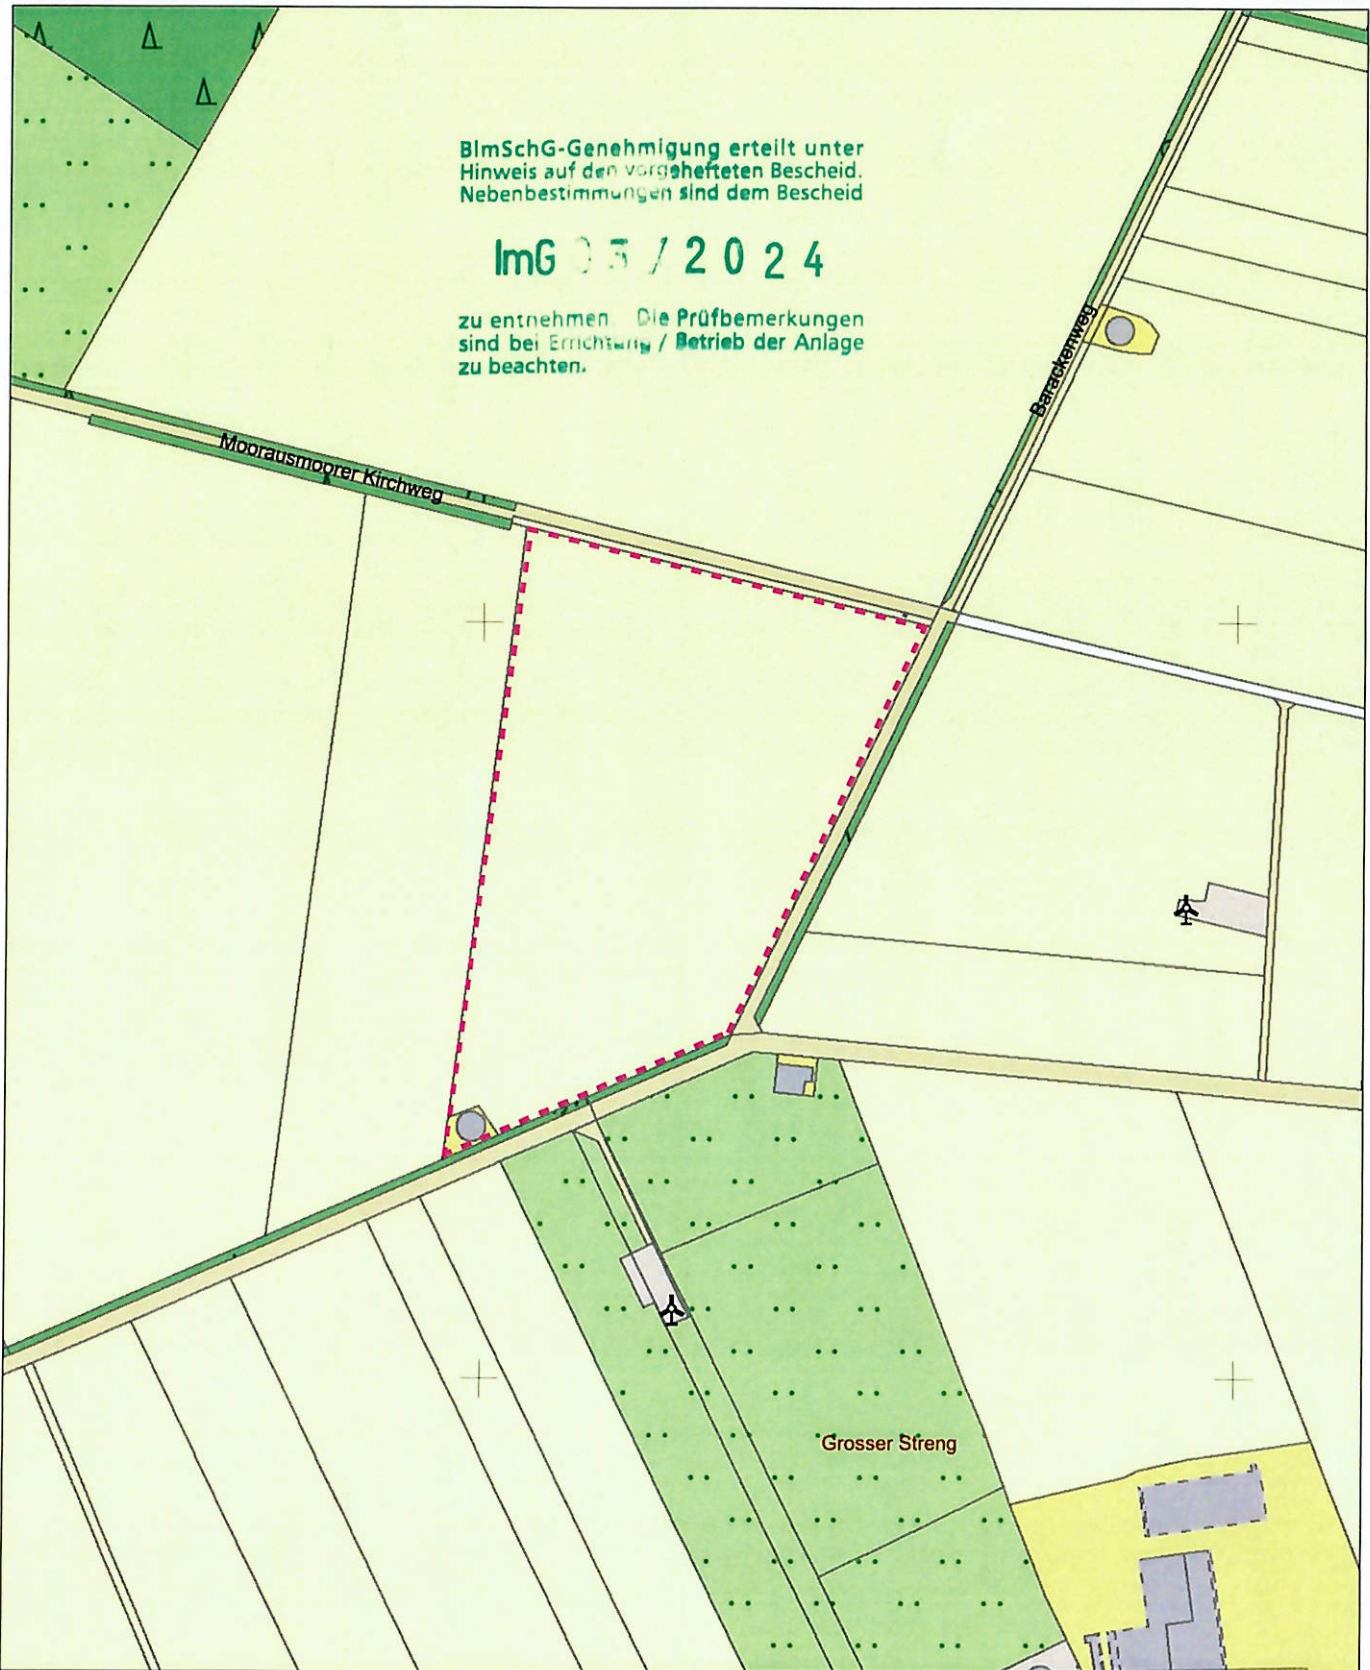 BImSchG-Genehmigung erteilt unter
Hinweis auf den vorgehefteten Bescheid.
Nebenbestimmungen sind dem Bescheid
ImG 03/2024
zu entnehmen. Die Prüfbemerkungen
sind bei Errichtung / Betrieb der Anlage
zu beachten.
Barackenweg
Moorausmoorer Kirchweg
Grosser Streng